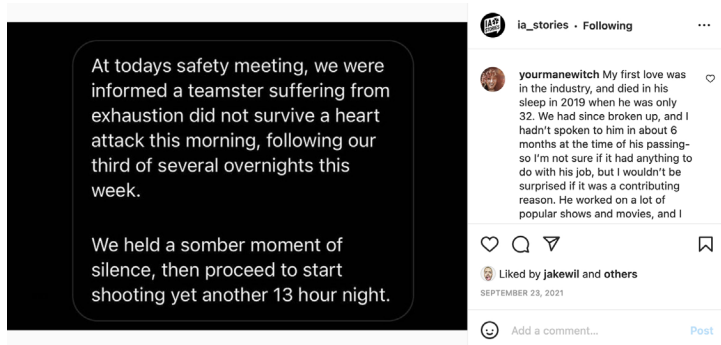 At todays safety meeting, we were
informed a teamster suffering from
exhaustion did not survive a heart
attack this morning, following our
third of several overnights this
week.
We held a somber moment of
silence, then proceed to start
shooting yet another 13 hour night.
IA
STORIES
ia_stories • Following
yourmanewitch My first love was
in the industry, and died in his
sleep in 2019 when he was only
32. We had since broken up, and I
hadn't spoken to him in about 6
months at the time of his passing-
so I'm not sure if it had anything to
do with his job, but I wouldn't be
surprised if it was a contributing
reason. He worked on a lot of
popular shows and movies, and I
Liked by jakewil and others
SEPTEMBER 23, 2021
Add a comment...
Post